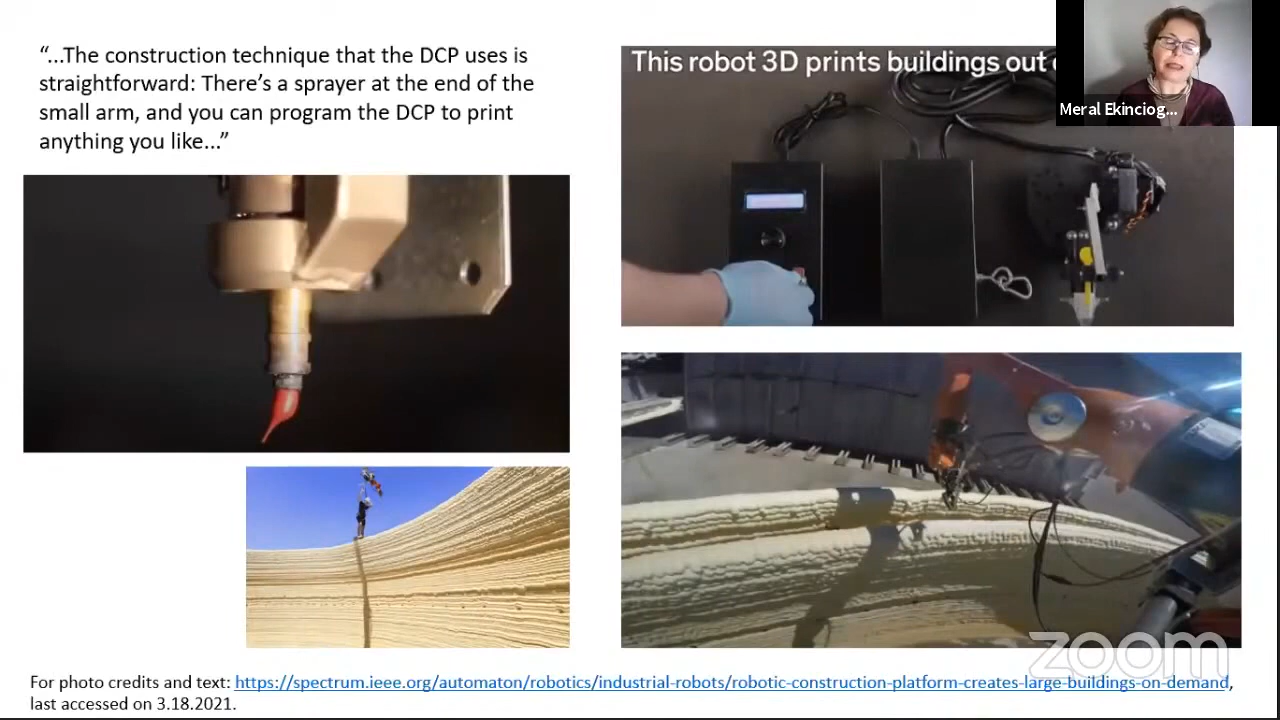 “...The construction technique that the DCP uses is
straightforward: There’s a sprayer at the end of the
small arm, and you can program the DCP to print
anything you like...”
This robot 3D prints buildings out
Meral Ekinciog...
zoom
For photo credits and text: https://spectrum.ieee.org/automaton/robotics/industrial-robots/robotic-construction-platform-creates-large-buildings-on-demand,
last accessed on 3.18.2021.